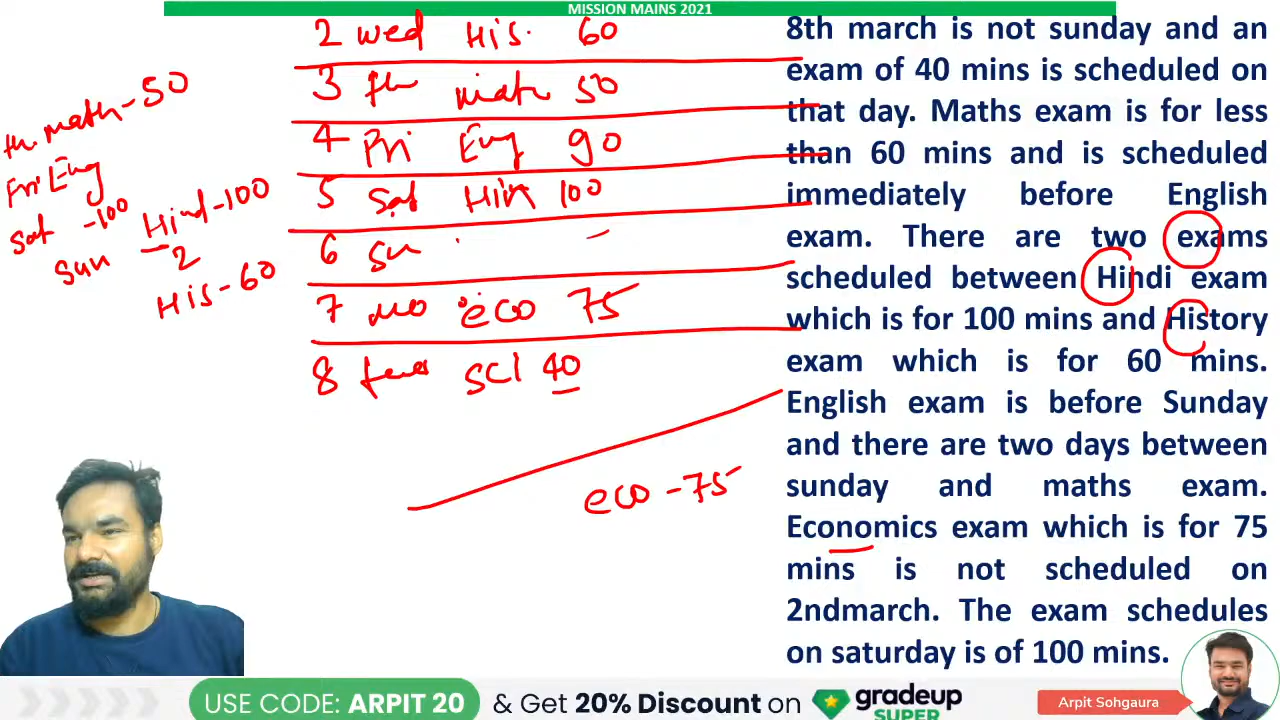 MISSION MAINS 2021
2 wed His. 60
3 th math 50
4 Fri Eng 90
5 Sat Hin 100
6 Su -
7 Mo eco 75
8 SCI 40
th. math-50
Fri Eng
Sat -100
Sun Hind-100
2
His-60
eco-75
8th march is not sunday and an
exam of 40 mins is scheduled on
that day. Maths exam is for less
than 60 mins and is scheduled
immediately before English
exam. There are two exams
scheduled between Hindi exam
which is for 100 mins and History
exam which is for 60 mins.
English exam is before Sunday
and there are two days between
sunday and maths exam.
Economics exam which is for 75
mins is not scheduled on
2ndmarch. The exam schedules
on saturday is of 100 mins.
USE CODE: ARPIT 20 & Get 20% Discount on gradeup
SUPER
Arpit Sohgaura